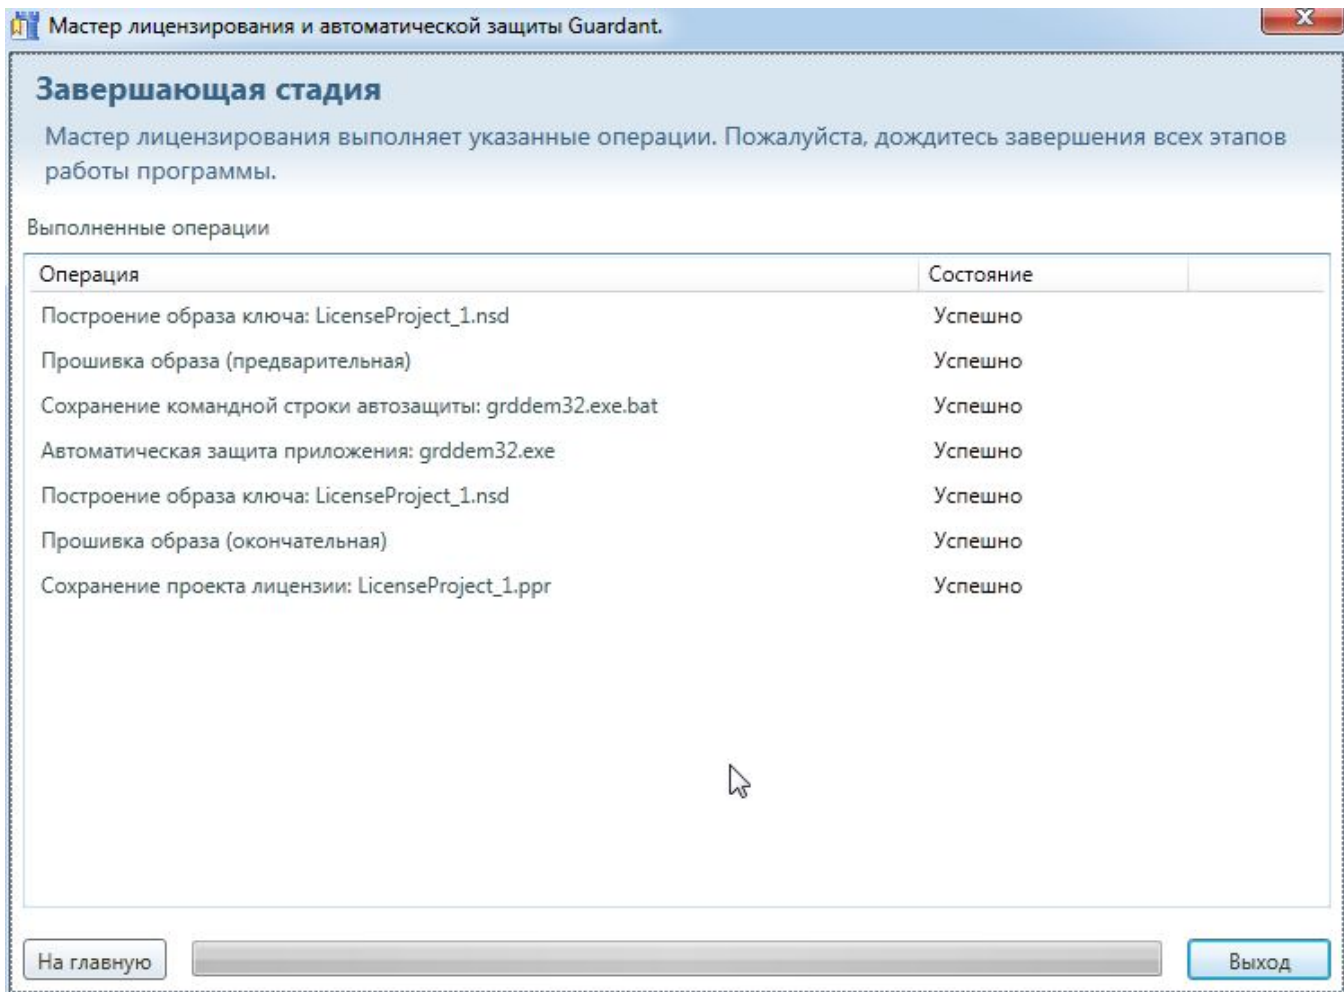 Мастер лицензирования и автоматической защиты Guardant.
Завершающая стадия
Мастер лицензирования выполняет указанные операции. Пожалуйста, дождитесь завершения всех этапов
работы программы.
Выполненные операции
Операция Состояние
Построение образа ключа: LicenseProject_1.nsd Успешно
Прошивка образа (предварительная) Успешно
Сохранение командной строки автозащиты: grddem32.exe.bat Успешно
Автоматическая защита приложения: grddem32.exe Успешно
Построение образа ключа: LicenseProject_1.nsd Успешно
Прошивка образа (окончательная) Успешно
Сохранение проекта лицензии: LicenseProject_1.ppr Успешно
На главную Выход